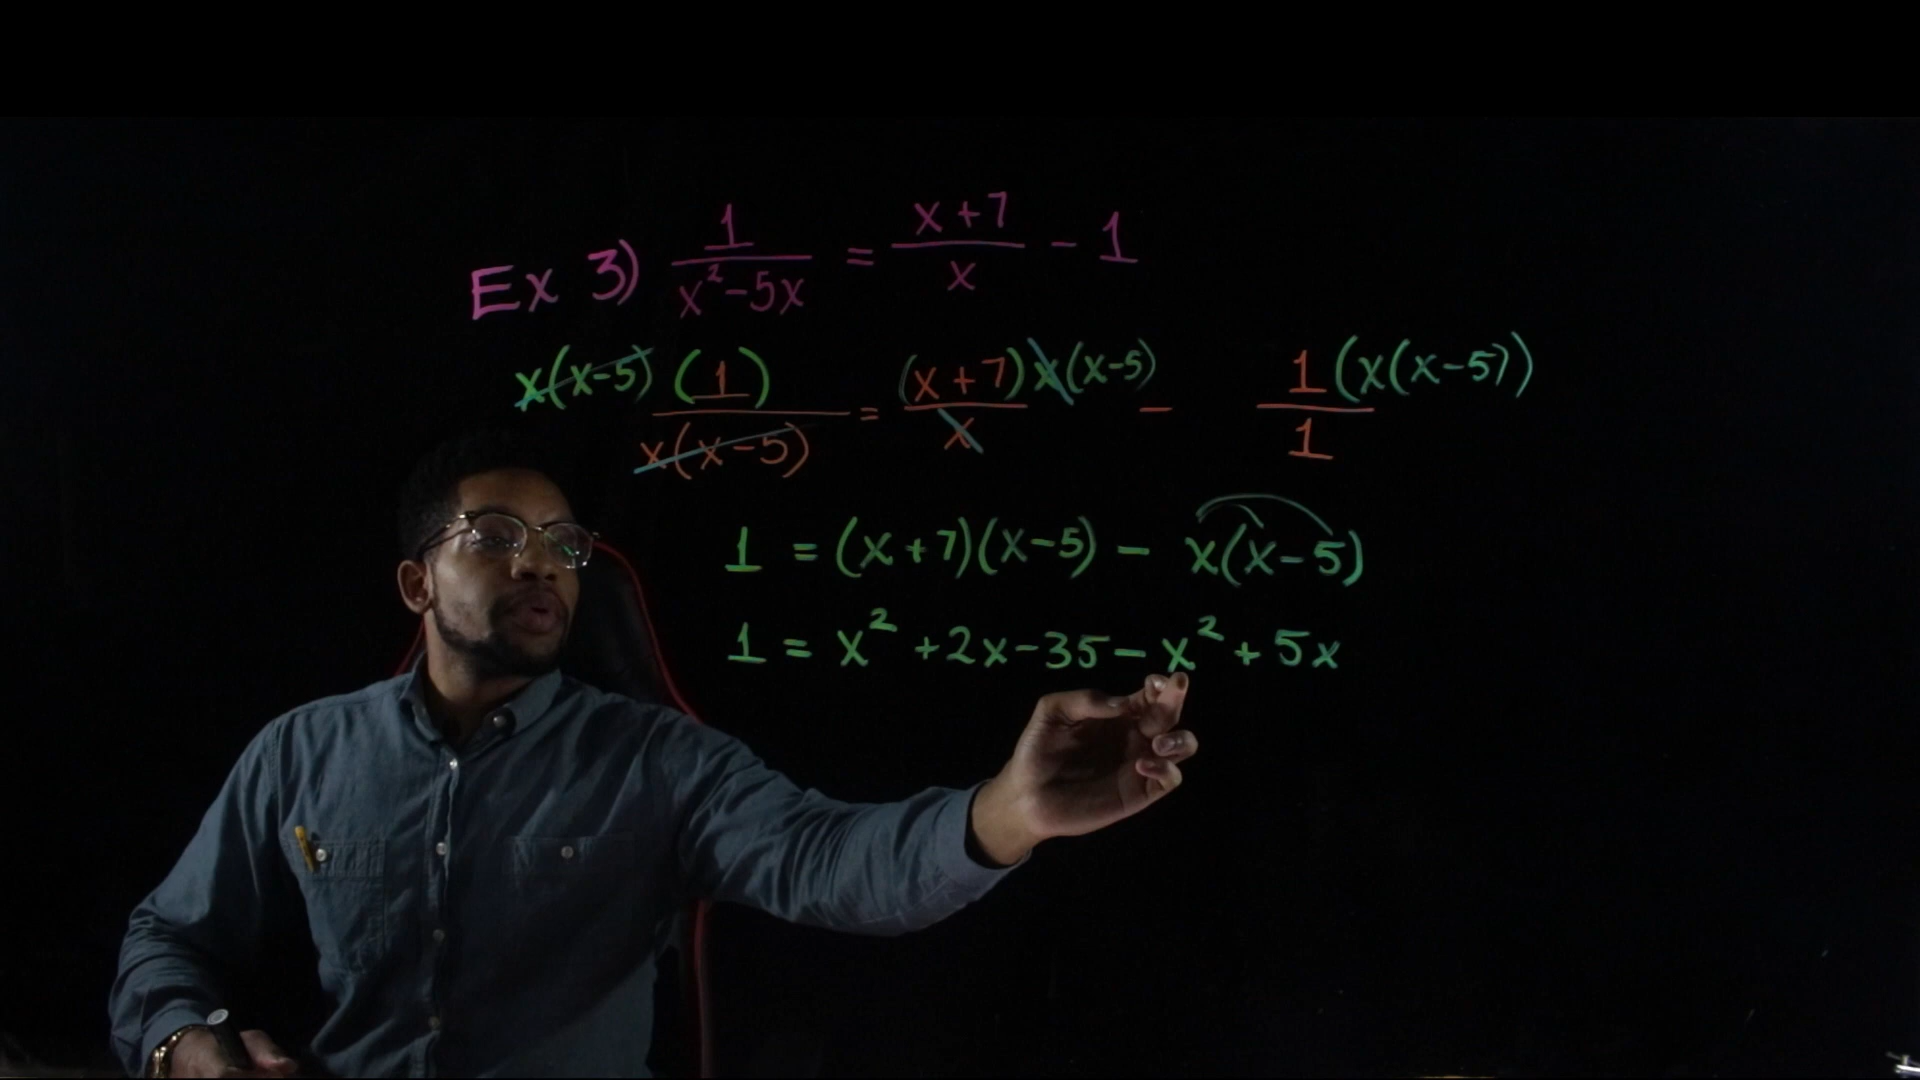 Ex 3) 1/(x²-5x) = (x+7)/x - 1
x(x-5)(1)/(x(x-5)) = (x+7)x(x-5)/x - 1(x(x-5))/1
1 = (x+7)(x-5) - x(x-5)
1 = x² +2x-35-x² + 5x